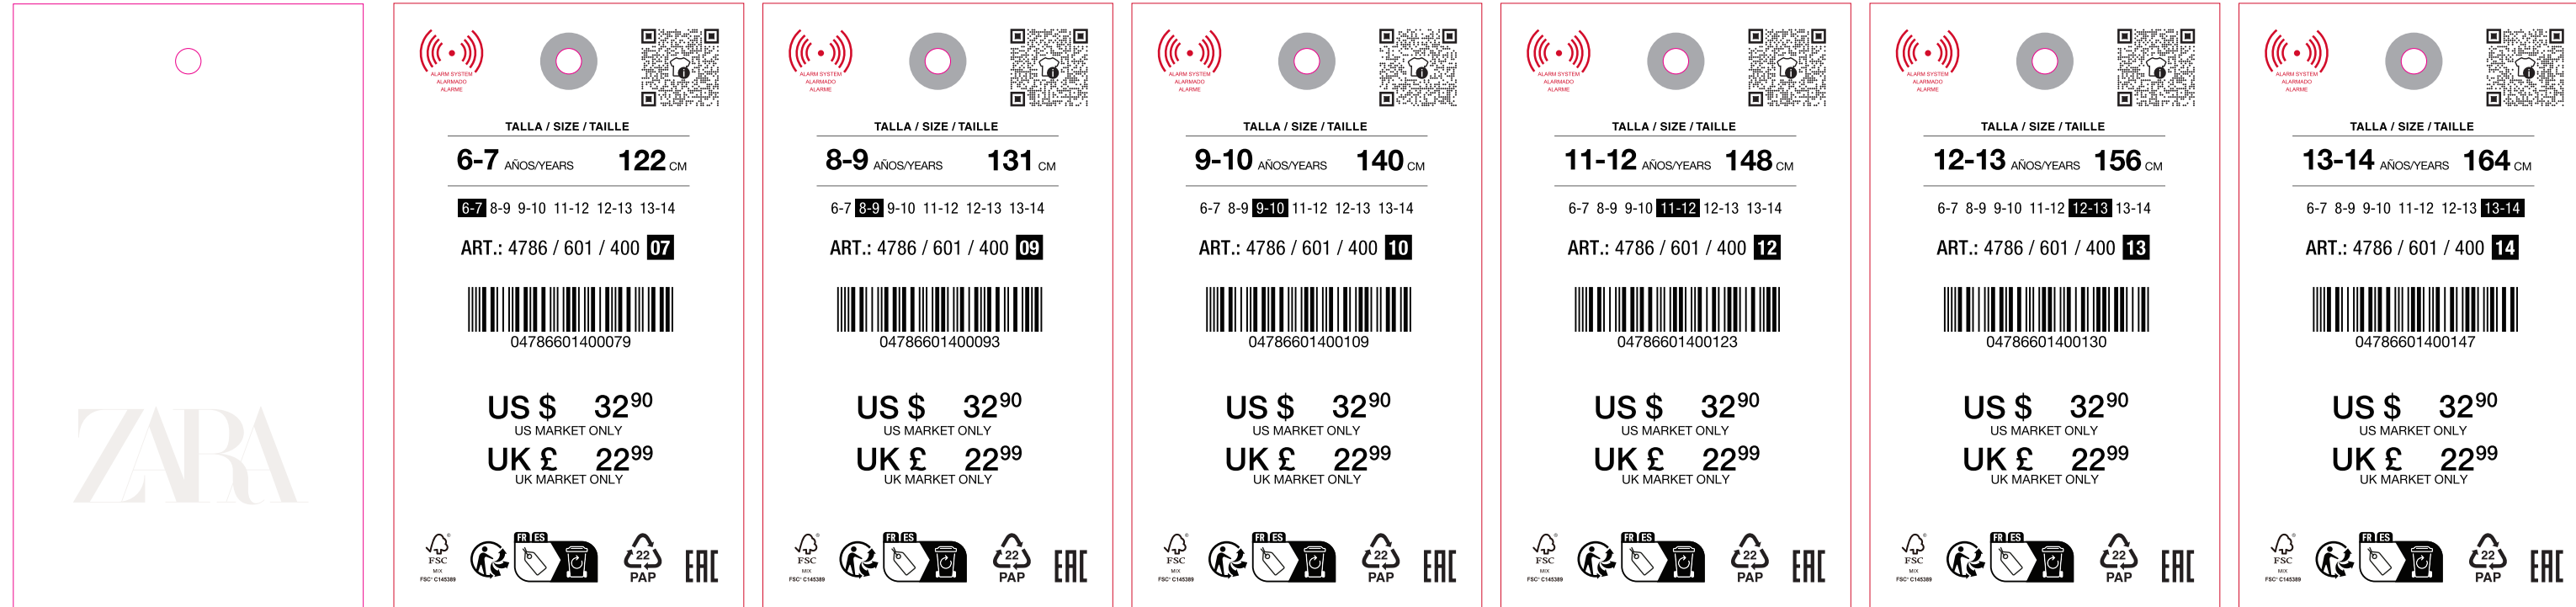 ZARA
ALARM SYSTEM
ALARMADO
ALARME
TALLA / SIZE / TAILLE
6-7 AÑOS/YEARS 122 CM
6-7 8-9 9-10 11-12 12-13 13-14
ART.: 4786 / 601 / 400 07
04786601400079
US $ 32 90
US MARKET ONLY
UK £ 22 99
UK MARKET ONLY
FSC
MIX
FSC® C145389
FR ES
22
PAP
EAC
ALARM SYSTEM
ALARMADO
ALARME
TALLA / SIZE / TAILLE
8-9 AÑOS/YEARS 131 CM
6-7 8-9 9-10 11-12 12-13 13-14
ART.: 4786 / 601 / 400 09
04786601400093
US $ 32 90
US MARKET ONLY
UK £ 22 99
UK MARKET ONLY
FSC
MIX
FSC® C145389
FR ES
22
PAP
EAC
ALARM SYSTEM
ALARMADO
ALARME
TALLA / SIZE / TAILLE
9-10 AÑOS/YEARS 140 CM
6-7 8-9 9-10 11-12 12-13 13-14
ART.: 4786 / 601 / 400 10
04786601400109
US $ 32 90
US MARKET ONLY
UK £ 22 99
UK MARKET ONLY
FSC
MIX
FSC® C145389
FR ES
22
PAP
EAC
ALARM SYSTEM
ALARMADO
ALARME
TALLA / SIZE / TAILLE
11-12 AÑOS/YEARS 148 CM
6-7 8-9 9-10 11-12 12-13 13-14
ART.: 4786 / 601 / 400 12
04786601400123
US $ 32 90
US MARKET ONLY
UK £ 22 99
UK MARKET ONLY
FSC
MIX
FSC® C145389
FR ES
22
PAP
EAC
ALARM SYSTEM
ALARMADO
ALARME
TALLA / SIZE / TAILLE
12-13 AÑOS/YEARS 156 CM
6-7 8-9 9-10 11-12 12-13 13-14
ART.: 4786 / 601 / 400 13
04786601400130
US $ 32 90
US MARKET ONLY
UK £ 22 99
UK MARKET ONLY
FSC
MIX
FSC® C145389
FR ES
22
PAP
EAC
ALARM SYSTEM
ALARMADO
ALARME
TALLA / SIZE / TAILLE
13-14 AÑOS/YEARS 164 CM
6-7 8-9 9-10 11-12 12-13 13-14
ART.: 4786 / 601 / 400 14
04786601400147
US $ 32 90
US MARKET ONLY
UK £ 22 99
UK MARKET ONLY
FSC
MIX
FSC® C145389
FR ES
22
PAP
EAC